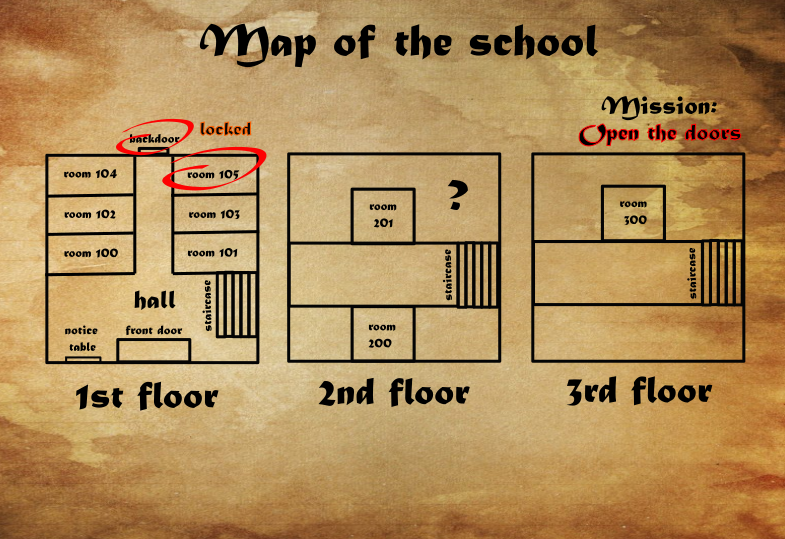 Map of the school
Mission:
Open the doors
backdoor
locked
room 104
room 105
room 102
room 103
room 100
room 101
hall
staircase
notice
table
front door
1st floor
room
201
?
staircase
room
200
2nd floor
room
300
staircase
3rd floor